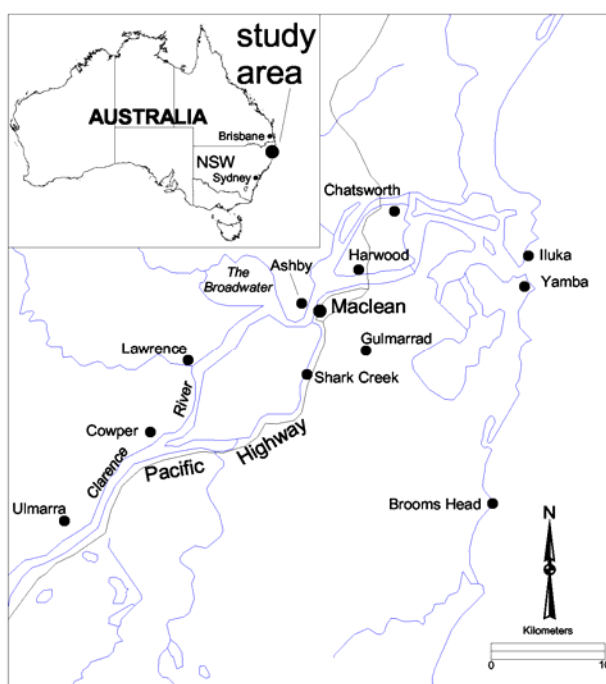 study
area
AUSTRALIA
Brisbane
NSW
Sydney
Chatsworth
Iluka
Harwood
Ashby
The
Broadwater
Yamba
Maclean
Gulmarrad
Lawrence
Shark Creek
River
Cowper
Highway
Clarence
Pacific
Ulmarra
Brooms Head
N
Kilometers
0 10